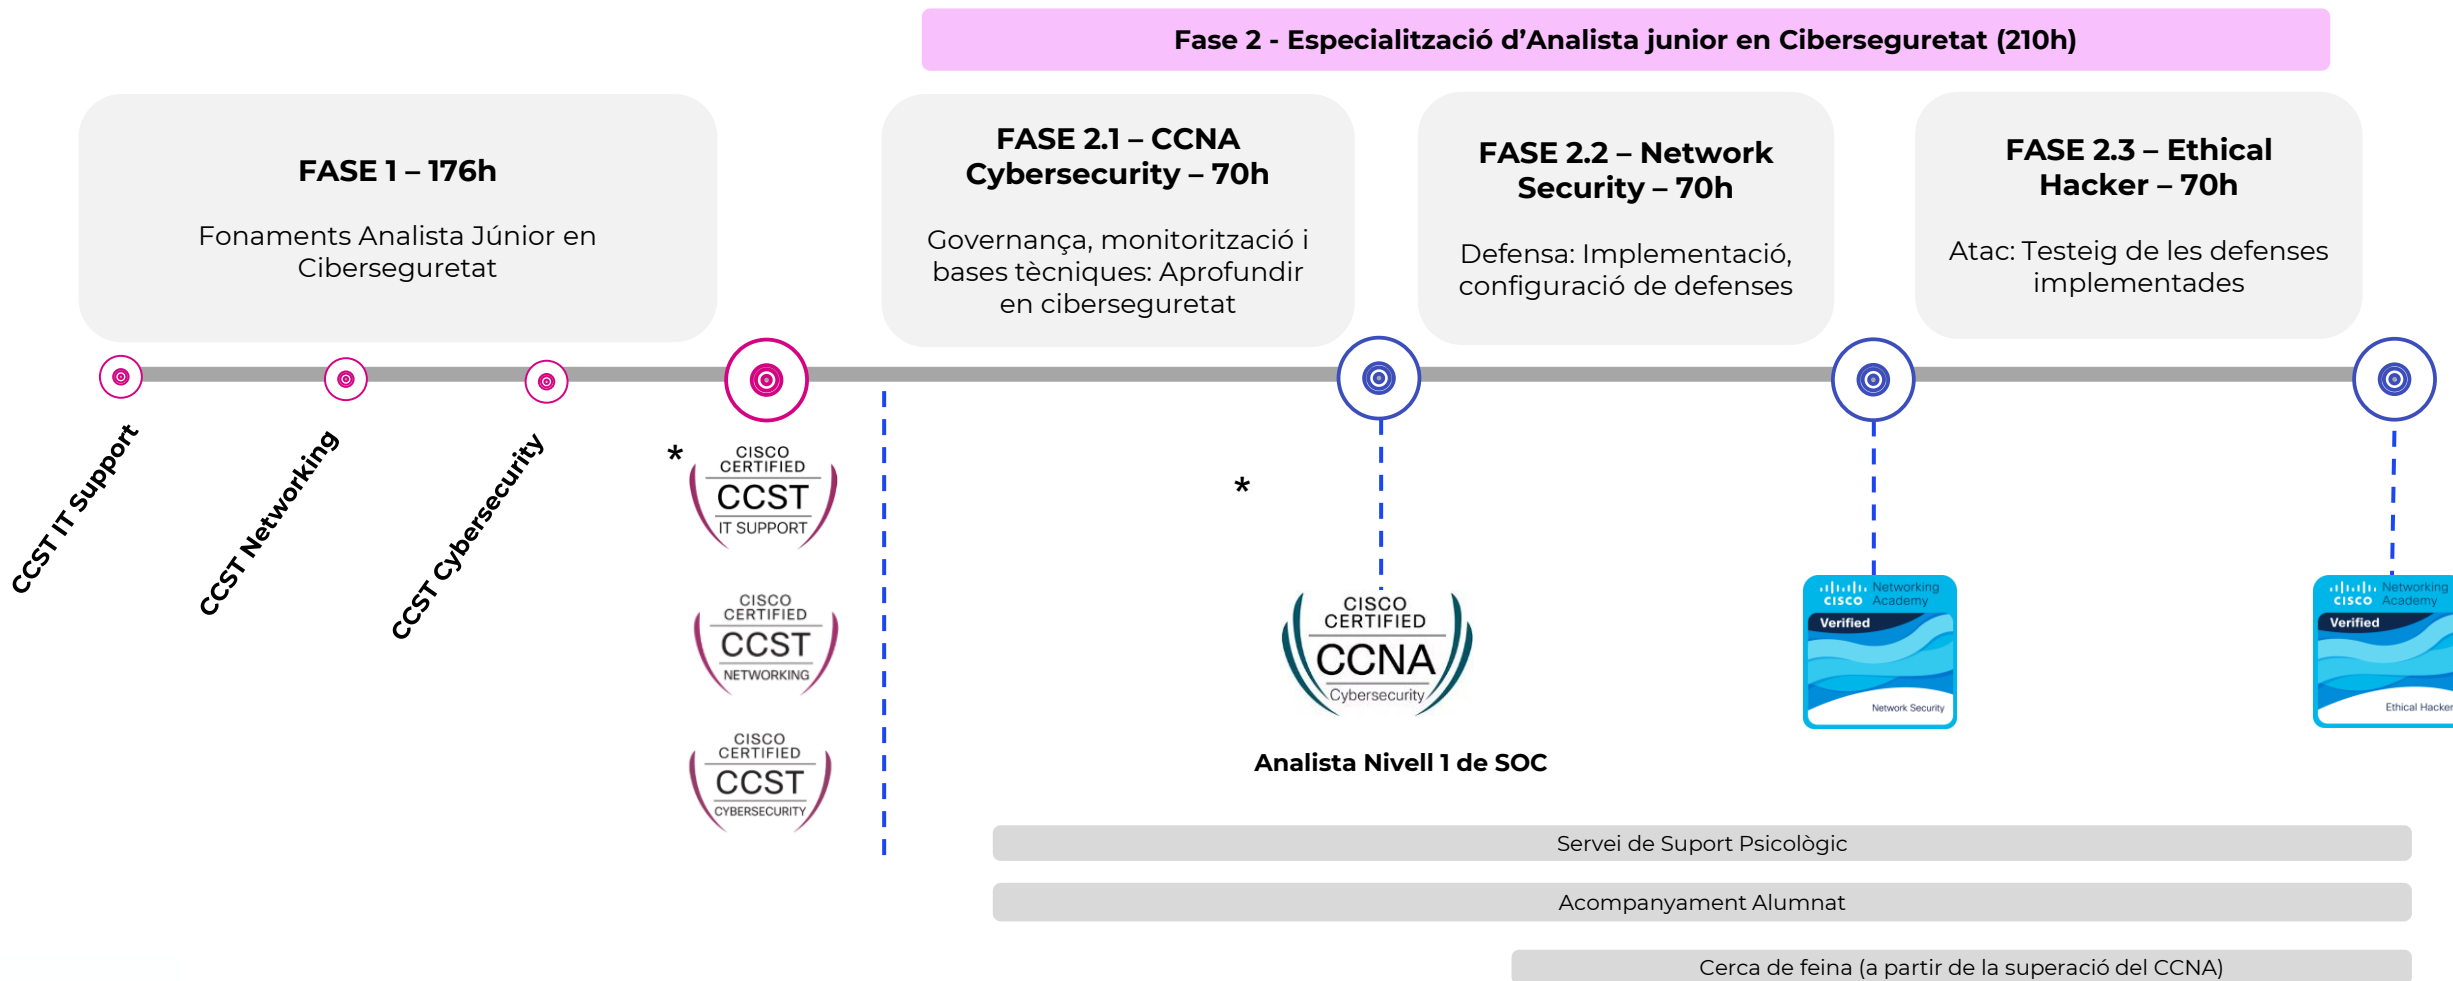 Fase 2 - Especialització d'Analista junior en Ciberseguretat (210h)
FASE 1 – 176h
Fonaments Analista Júnior en
Ciberseguretat
FASE 2.1 – CCNA
Cybersecurity – 70h
Governança, monitorització i
bases tècniques: Aprofundir
en ciberseguretat
FASE 2.2 – Network
Security – 70h
Defensa: Implementació,
configuració de defenses
FASE 2.3 – Ethical
Hacker – 70h
Atac: Testeig de les defenses
implementades
CCST IT Support
CCST Networking
CCST Cybersecurity
*
CISCO
CERTIFIED
CCST
IT SUPPORT
CISCO
CERTIFIED
CCST
NETWORKING
CISCO
CERTIFIED
CCST
CYBERSECURITY
*
CISCO
CERTIFIED
CCNA
Cybersecurity
Analista Nivell 1 de SOC
CISCO Networking
Academy
Verified
Network Security
CISCO Networking
Academy
Verified
Ethical Hacker
Servei de Suport Psicològic
Acompanyament Alumnat
Cerca de feina (a partir de la superació del CCNA)